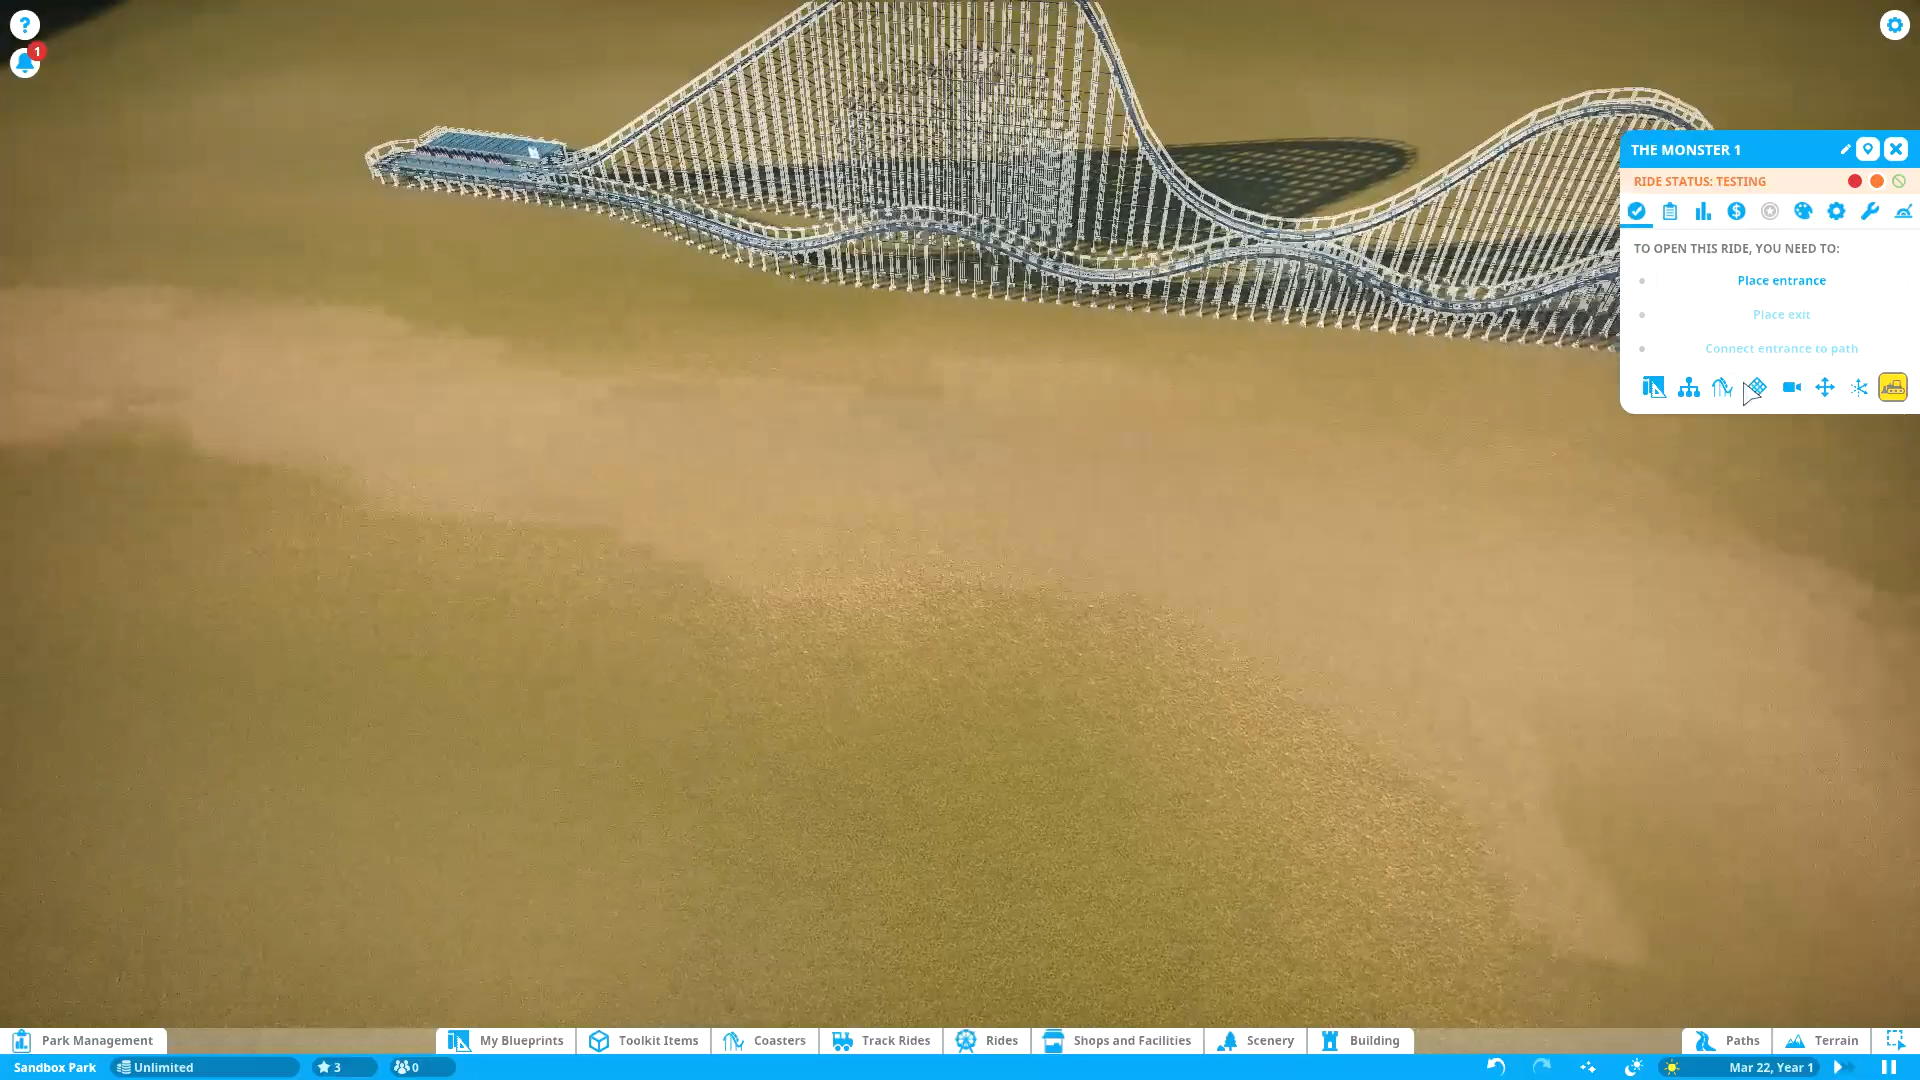 ?
1
THE MONSTER 1
RIDE STATUS: TESTING
TO OPEN THIS RIDE, YOU NEED TO:
Place entrance
Place exit
Connect entrance to path
Park Management
My Blueprints
Toolkit Items
Coasters
Track Rides
Rides
Shops and Facilities
Scenery
Building
Paths
Terrain
Sandbox Park
Unlimited
3
0
Mar 22, Year 1